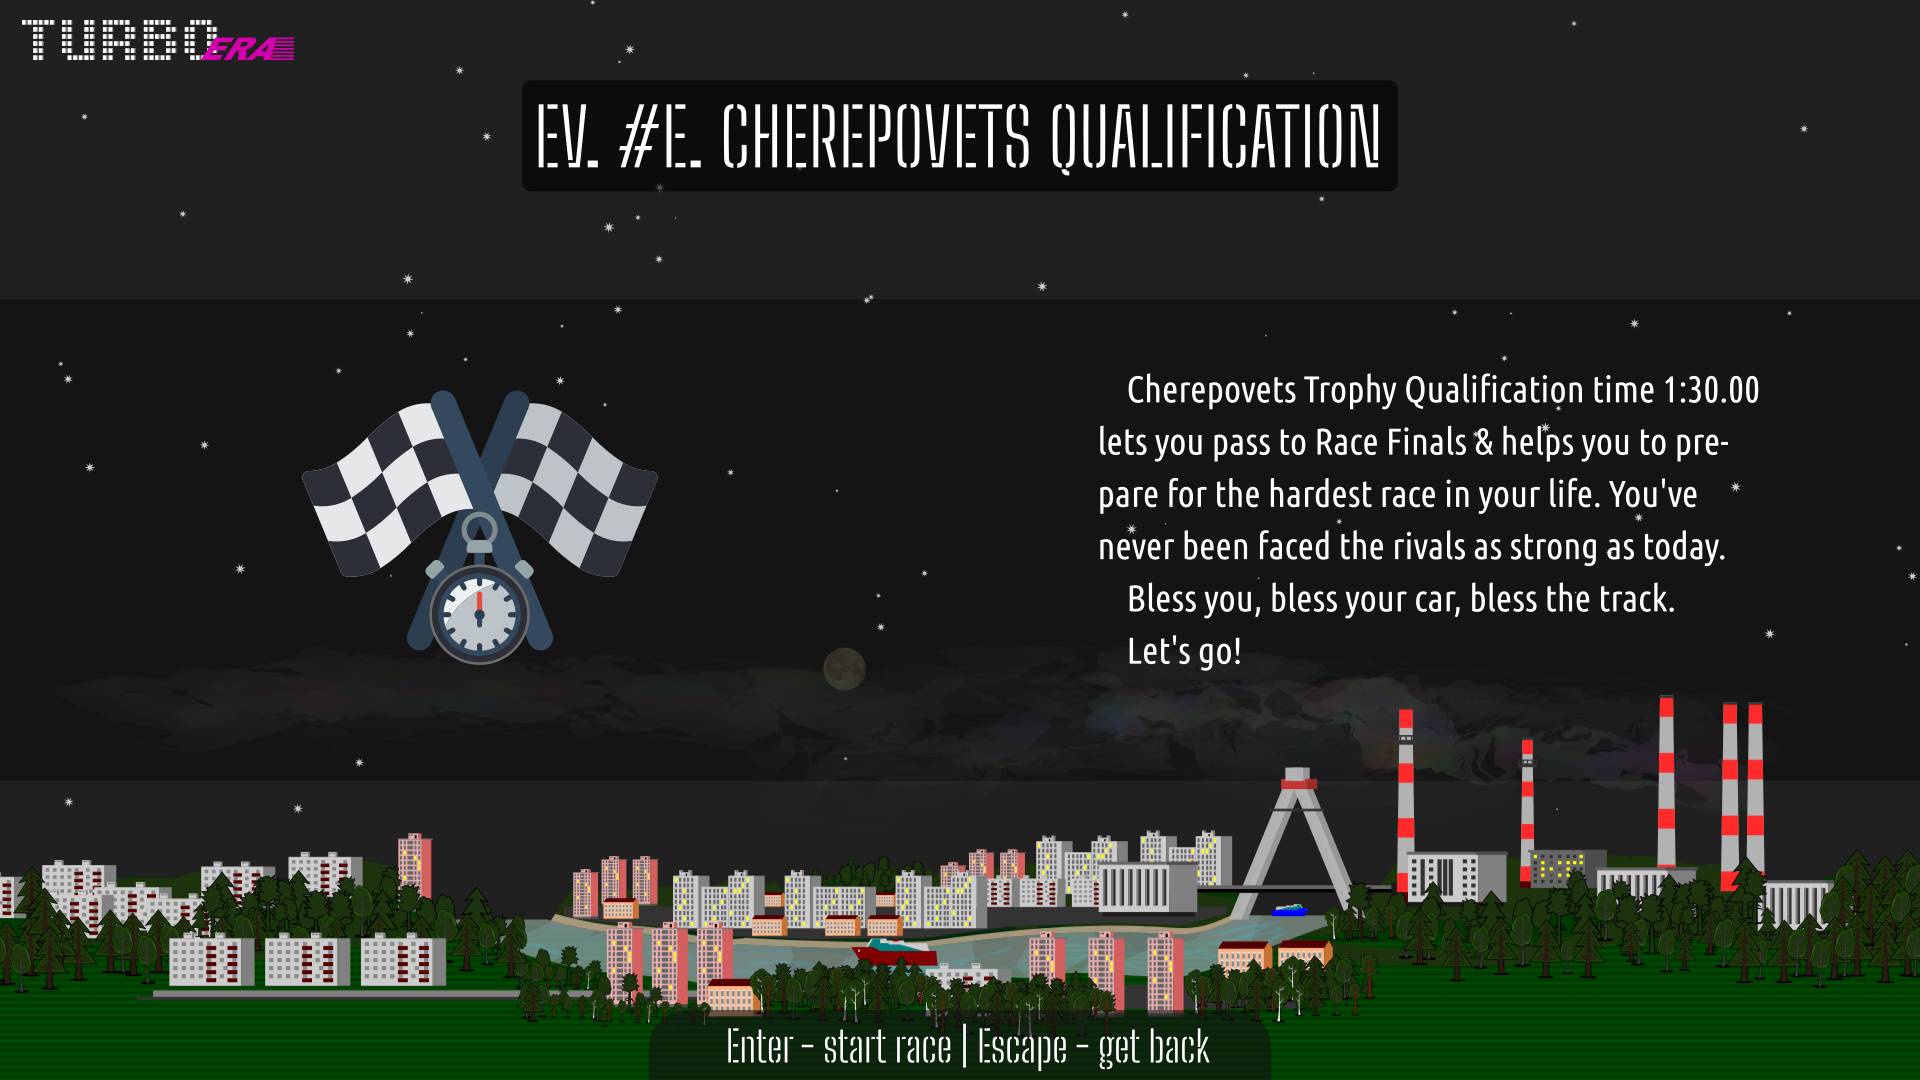 TURBO ERA
EV. #E. CHEREPOVETS QUALIFICATION
Cherepovets Trophy Qualification time 1:30.00
lets you pass to Race Finals & helps you to pre-
pare for the hardest race in your life. You've
never been faced the rivals as strong as today.
Bless you, bless your car, bless the track.
Let's go!
Enter - start race | Escape - get back